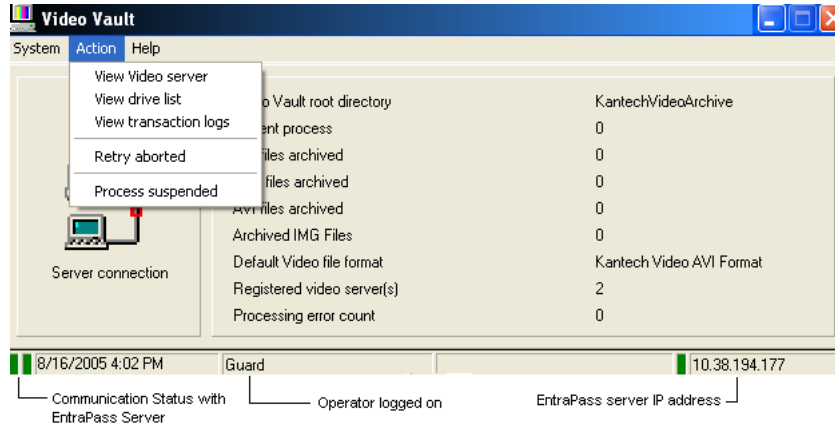 Video Vault
System Action Help
View Video server
View drive list
View transaction logs
Retry aborted
Process suspended
Server connection
o Vault root directory KantechVideoArchive
ent process 0
files archived 0
files archived 0
AVI files archived 0
Archived IMG Files 0
Default Video file format Kantech Video AVI Format
Registered video server(s) 2
Processing error count 0
8/16/2005 4:02 PM Guard 10.38.194.177
Communication Status with
EntraPass Server
Operator logged on
EntraPass server IP address